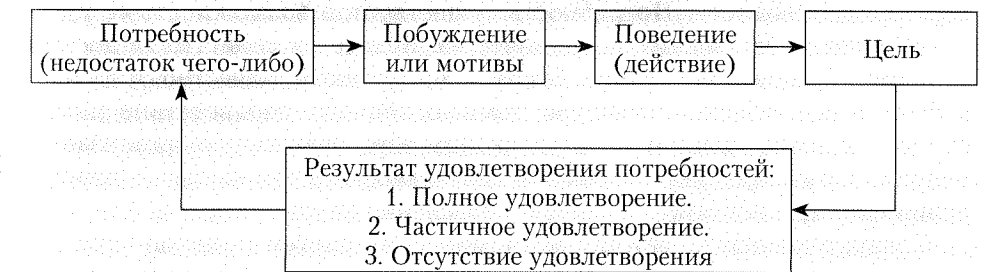 Потребность
(недостаток чего-либо)
Побуждение
или мотивы
Поведение
(действие)
Цель
Результат удовлетворения потребностей:
1. Полное удовлетворение.
2. Частичное удовлетворение.
3. Отсутствие удовлетворения